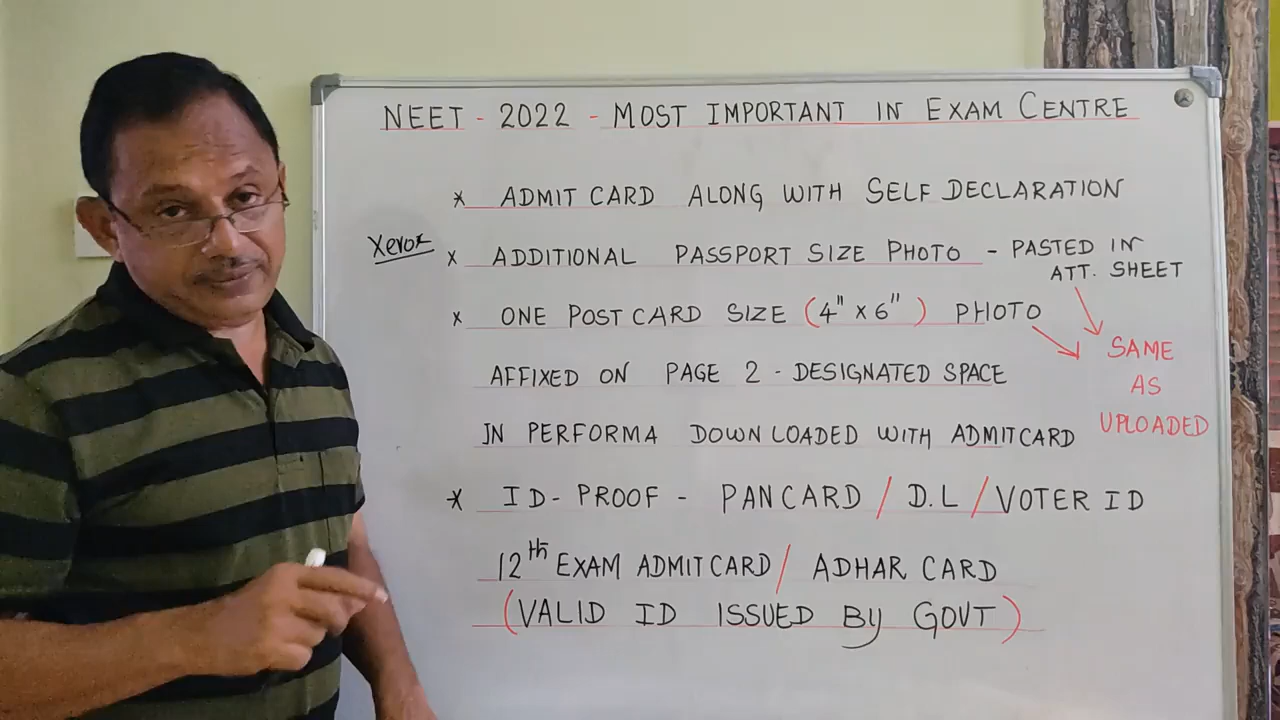 NEET - 2022 - MOST IMPORTANT IN EXAM CENTRE
* ADMIT CARD ALONG WITH SELF DECLARATION
Xerox
* ADDITIONAL PASSPORT SIZE PHOTO - PASTED IN
ATT. SHEET
* ONE POST CARD SIZE (4" x 6") PHOTO
SAME
AS
UPLOADED
AFFIXED ON PAGE 2 - DESIGNATED SPACE
IN PERFORMA DOWNLOADED WITH ADMITCARD
* ID - PROOF - PANCARD / D.L / VOTER ID
12th EXAM ADMITCARD / ADHAR CARD
(VALID ID ISSUED By GOVT)